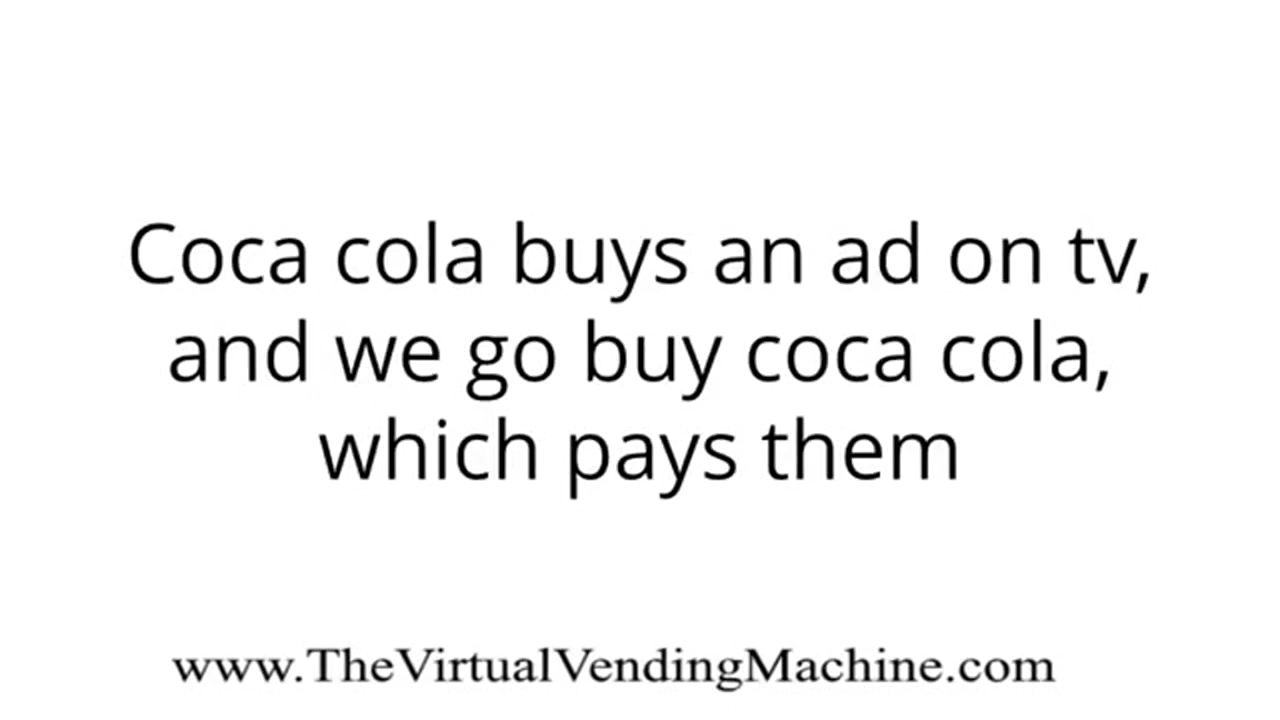 Coca cola buys an ad on tv,
and we go buy coca cola,
which pays them
www.TheVirtualVendingMachine.com